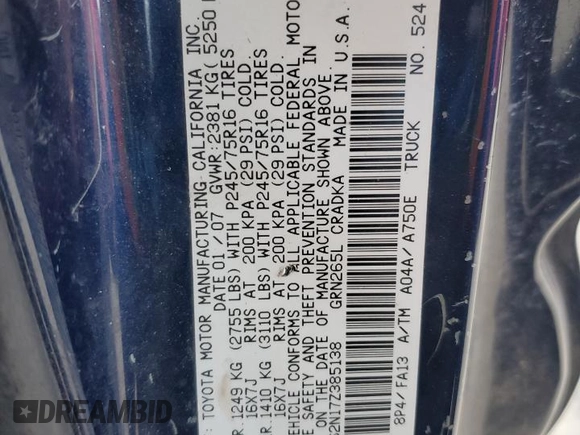 : TOYOTA MOTOR MANUFACTURING CALIFORNIA INC.
DATE 01/07 GVWR:2381 KG( 5250
R. 1249 KG (2755 LBS) WITH P245/75R16 TIRES
16X7J RIMS AT 200 KPA (29 PSI) COLD.
R. 1410 KG (3110 LBS) WITH P245/75R16 TIRES
16X7J RIMS AT 200 KPA (29 PSI) COLD.
EHICLE CONFORMS TO ALL APPLICABLE FEDERAL MOTO
E SAFETY AND THEFT PREVENTION STANDARDS IN
ON THE DATE OF MANUFACTURE SHOWN ABOVE.
S2N17Z385138 GRN265L CRADKA MADE IN U.S.A.
8P4/FA13 A/TM A04A/A750E TRUCK NO. 524